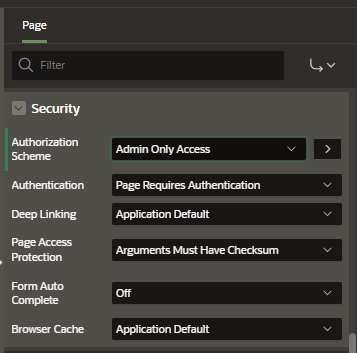 Page
Filter
Security
Authorization
Scheme
Admin Only Access
Authentication
Page Requires Authentication
Deep Linking
Application Default
Page Access
Protection
Arguments Must Have Checksum
Form Auto
Complete
Off
Browser Cache
Application Default